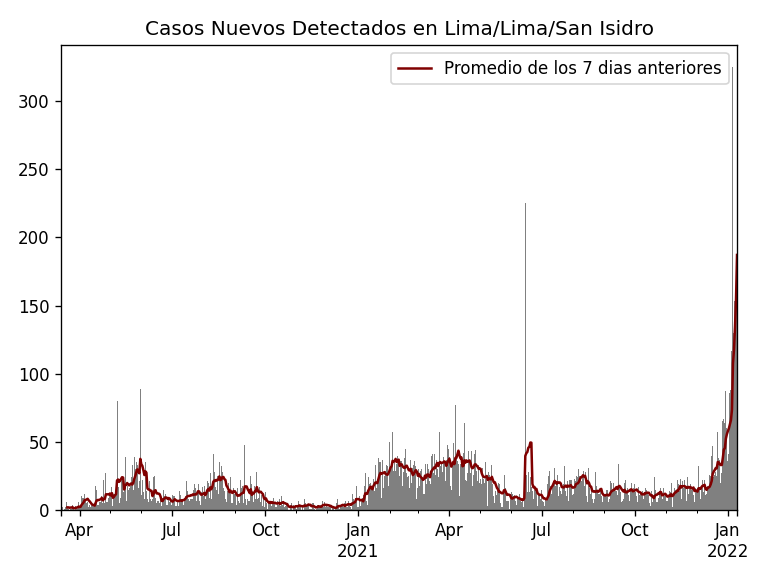 Casos Nuevos Detectados en Lima/Lima/San Isidro
Promedio de los 7 dias anteriores
300
250
200
150
100
50
0
Apr Jul Oct Jan Apr Jul Oct Jan
2021 2022